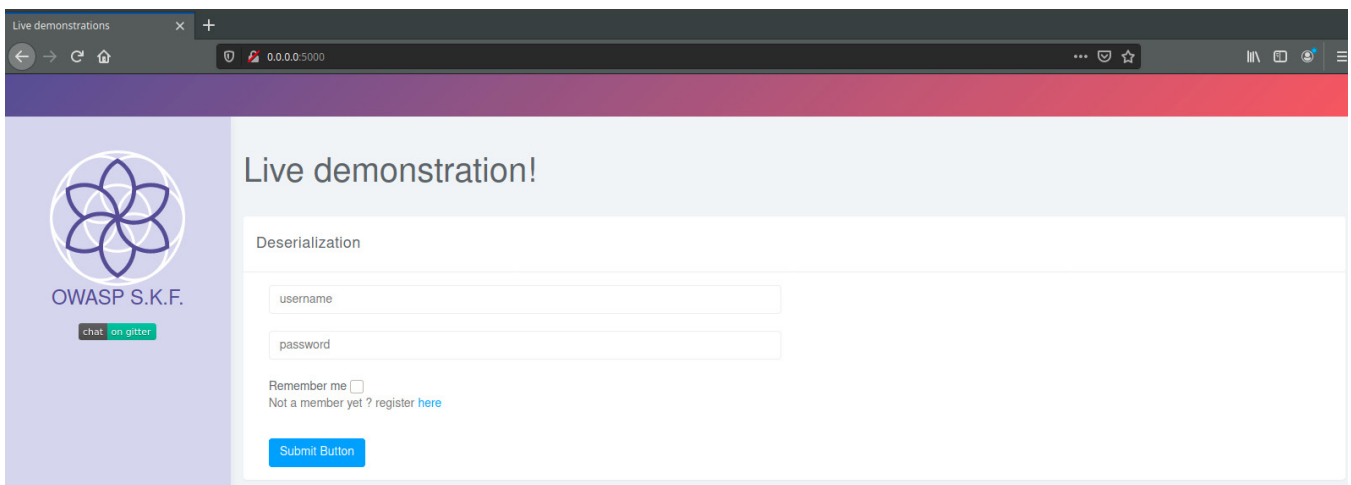 Live demonstrations
0.0.0.0:5000
Live demonstration!
Deserialization
username
password
Remember me
Not a member yet ? register here
Submit Button
OWASP S.K.F.
chat on gitter